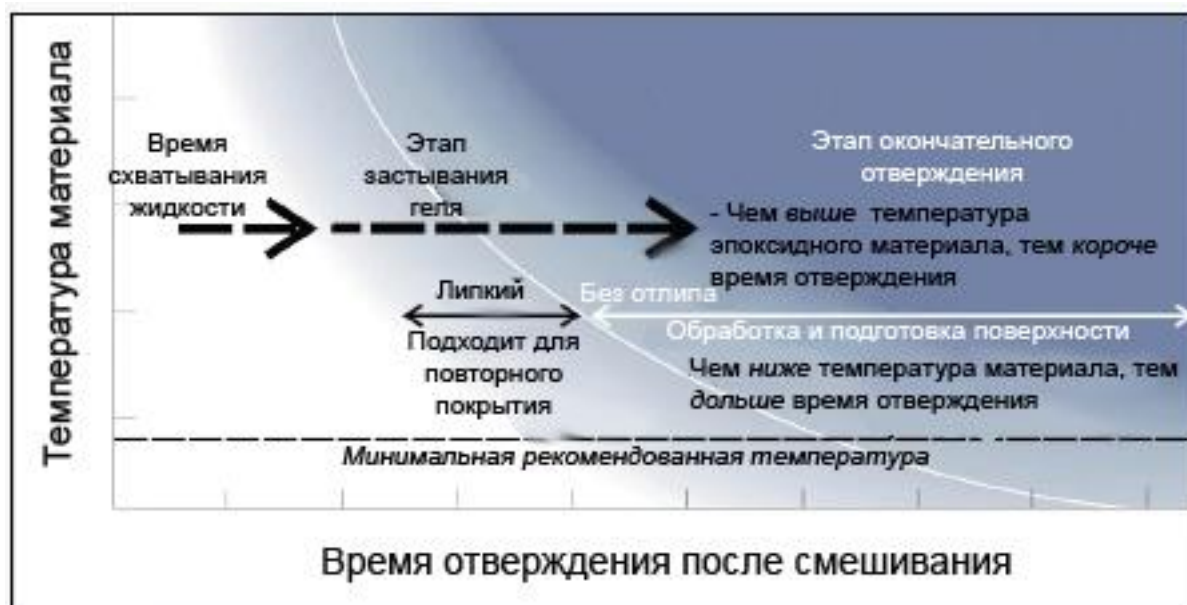 Температура материала
Время
схватывания
жидкости
Этап
застывания
геля
Этап окончательного
отверждения
- Чем выше температура
эпоксидного материала, тем короче
время отверждения
Липкий
Подходит для
повторного
покрытия
Без отлипа
Обработка и подготовка поверхности
Чем ниже температура материала, тем
дольше время отверждения
Минимальная рекомендованная температура
Время отверждения после смешивания